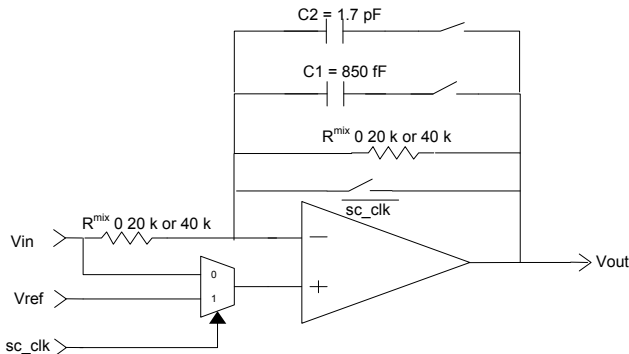 C2 = 1.7 pF
C1 = 850 fF
Rmix 0 20 k or 40 k
sc_clk
Rmix 0 20 k or 40 k
Vin
0
Vref
1
Vout
sc_clk